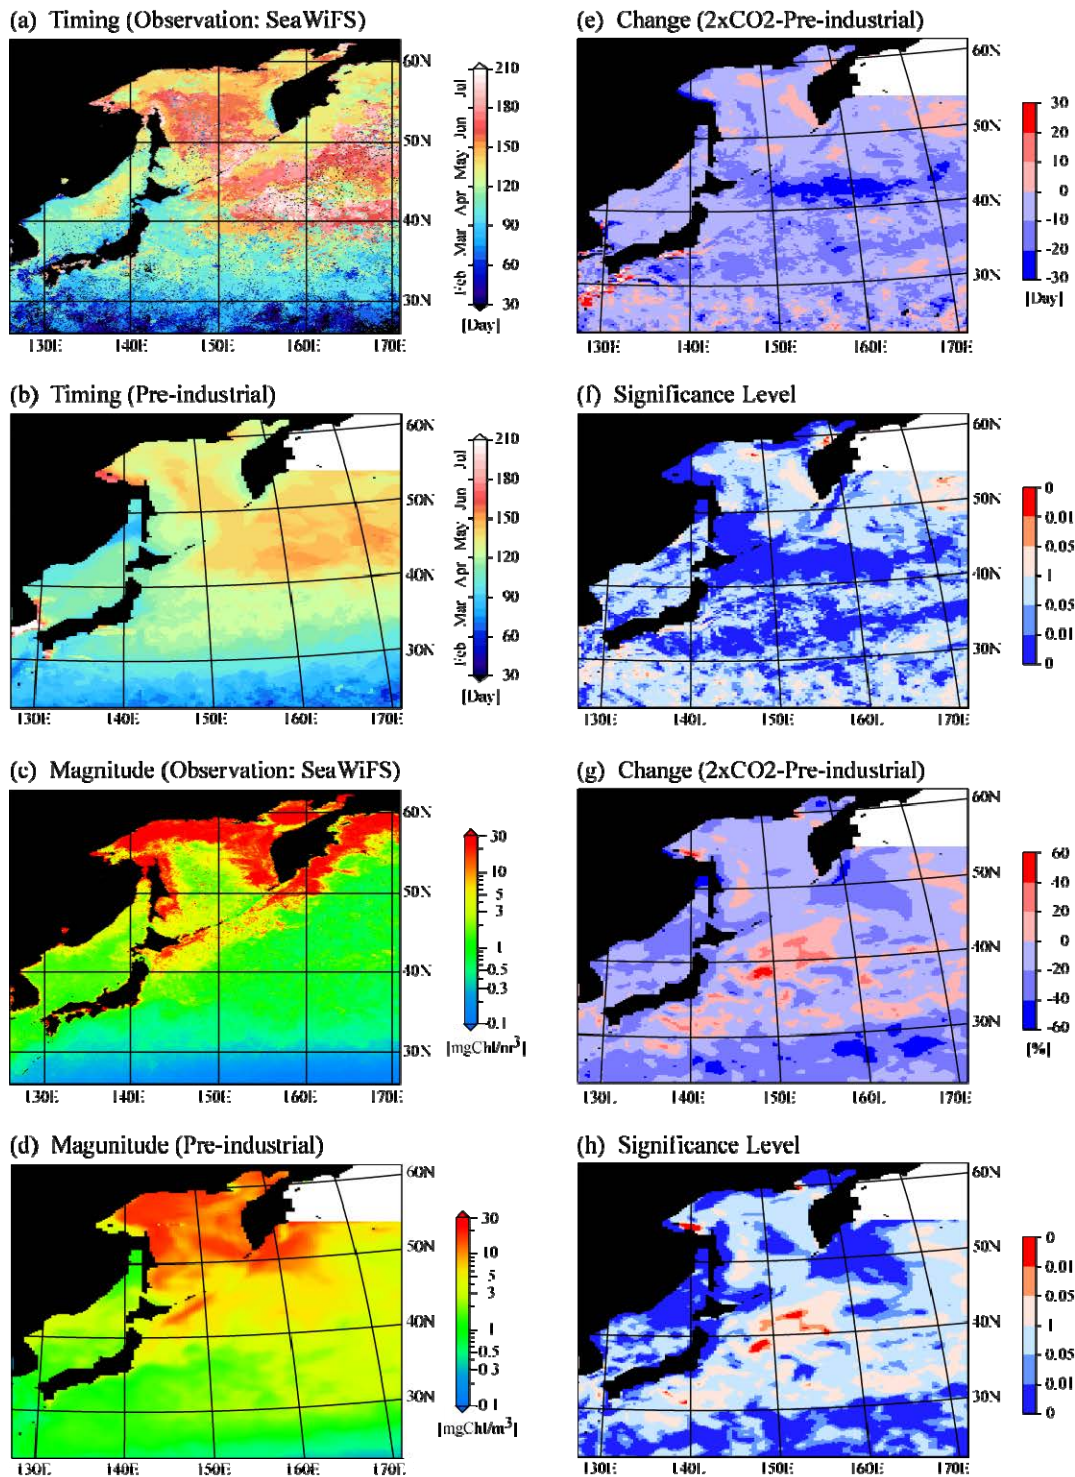 (a) Timing (Observation: SeaWiFS)
60N
50N
40N
30N
130E 140E 150E 160E 170E
210
180
150
120
90
60
30
Feb Mar Apr May Jun Jul
[Day]
(e) Change (2xCO2-Pre-industrial)
60N
50N
40N
30N
130E 140E 150E 160E 170E
30
20
10
0
-10
-20
-30
[Day]
(b) Timing (Pre-industrial)
60N
50N
40N
30N
130E 140E 150E 160E 170E
210
180
150
120
90
60
30
Feb Mar Apr May Jun Jul
[Day]
(f) Significance Level
60N
50N
40N
30N
130E 140E 150E 160E 170E
0
0.01
0.05
1
0.05
0.01
0
(c) Magnitude (Observation: SeaWiFS)
60N
50N
40N
30N
130E 140E 150E 160E 170E
30
10
5
3
1
0.5
0.3
0.1
[mgChl/m³]
(g) Change (2xCO2-Pre-industrial)
60N
50N
40N
30N
130E 140E 150E 160E 170E
60
40
20
0
-20
-40
-60
[%]
(d) Magunitude (Pre-industrial)
60N
50N
40N
30N
130E 140E 150E 160E 170E
30
10
5
3
1
0.5
0.3
0.1
[mgChl/m³]
(h) Significance Level
60N
50N
40N
30N
130E 140E 150E 160E 170E
0
0.01
0.05
1
0.05
0.01
0